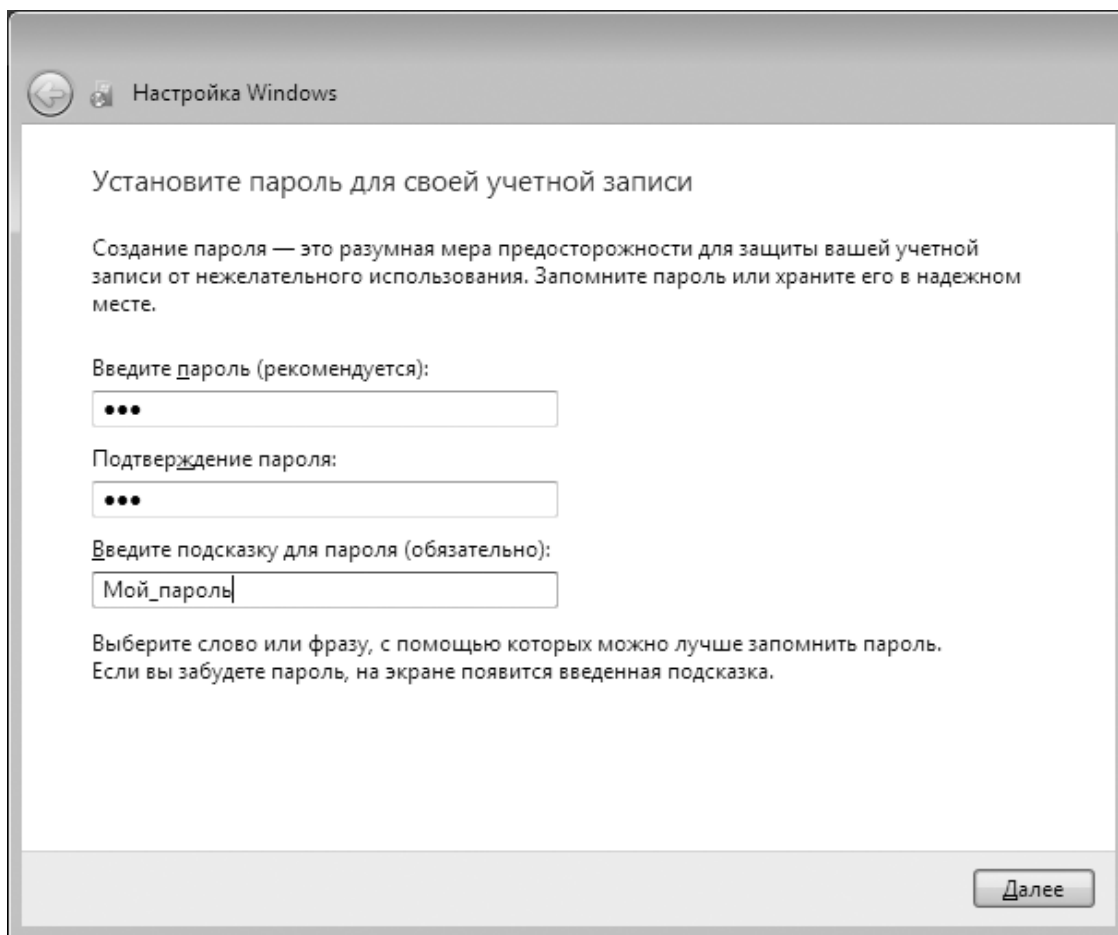 Настройка Windows
Установите пароль для своей учетной записи
Создание пароля — это разумная мера предосторожности для защиты вашей учетной
записи от нежелательного использования. Запомните пароль или храните его в надежном
месте.
Введите пароль (рекомендуется):
•••
Подтверждение пароля:
•••
Введите подсказку для пароля (обязательно):
Мой_пароль
Выберите слово или фразу, с помощью которых можно лучше запомнить пароль.
Если вы забудете пароль, на экране появится введенная подсказка.
Далее